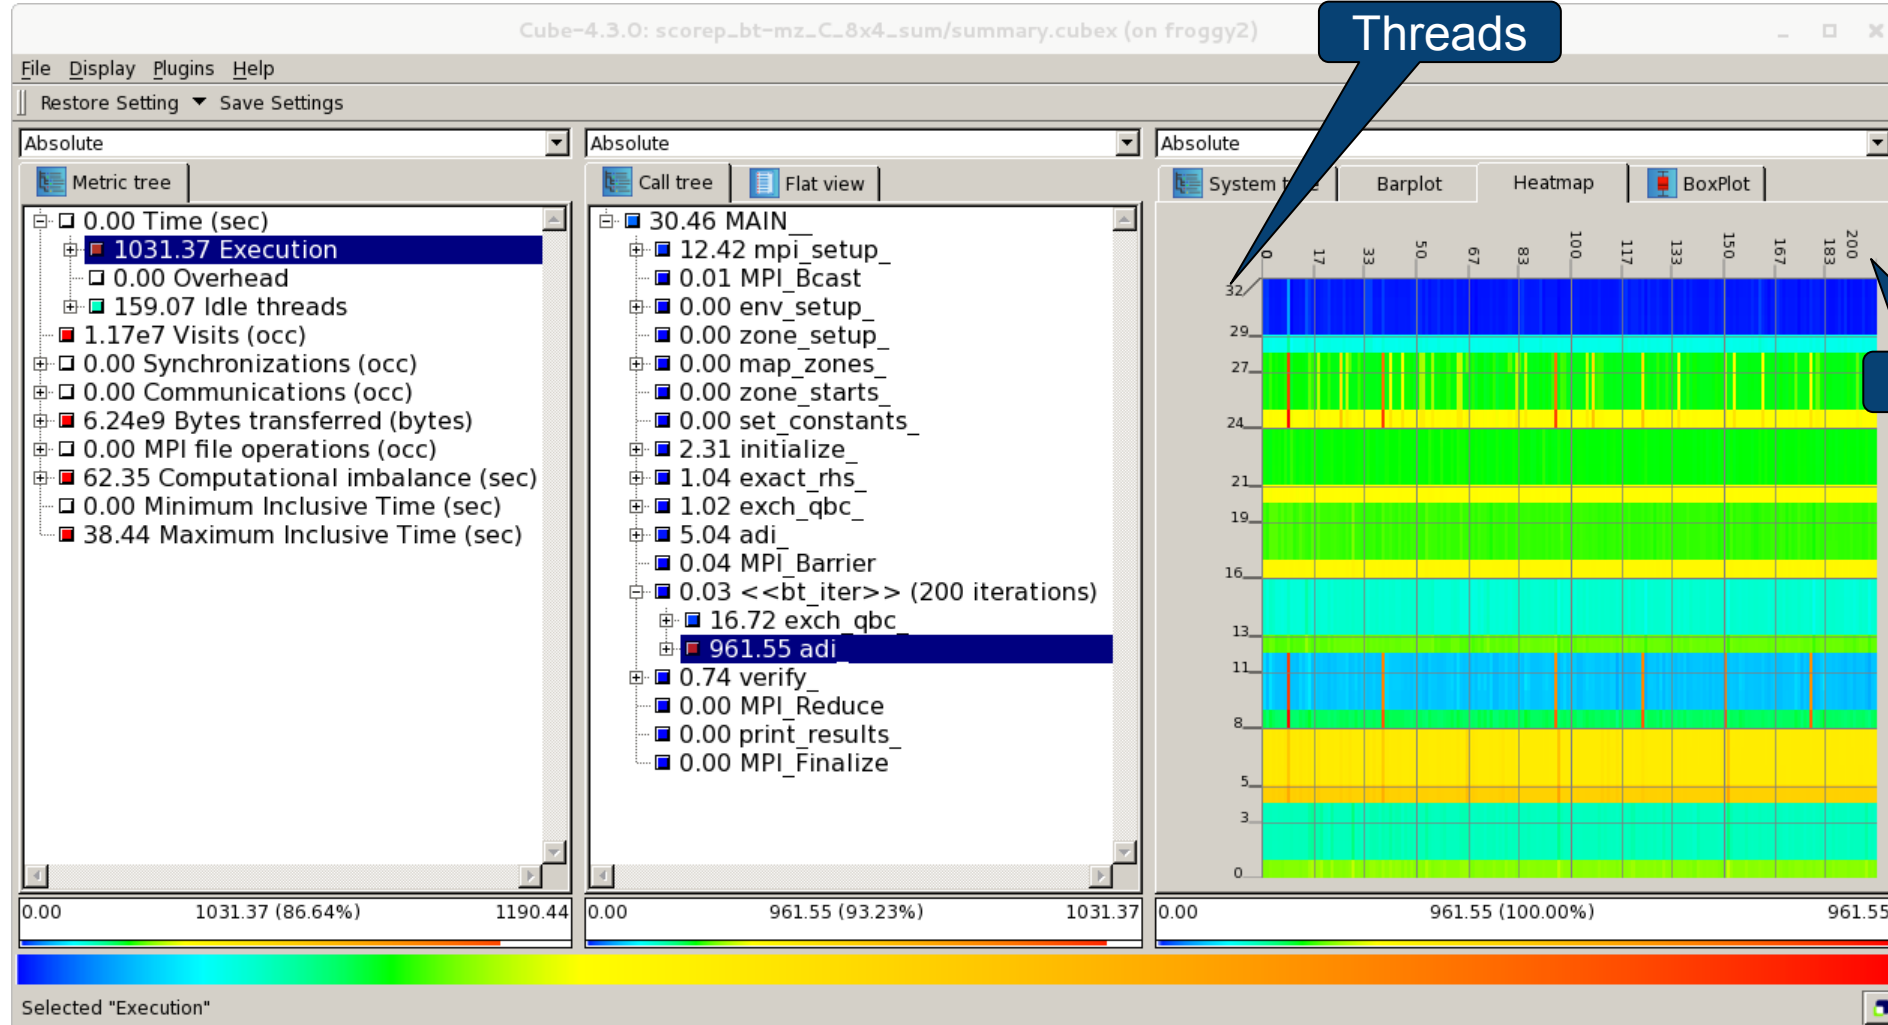 Cube-4.3.0: scorep_bt-mz_C_8x4_sum/summary.cubex (on froggy2)
Threads
File Display Plugins Help
Restore Setting Save Settings
Absolute
Metric tree
0.00 Time (sec)
1031.37 Execution
0.00 Overhead
159.07 Idle threads
1.17e7 Visits (occ)
0.00 Synchronizations (occ)
0.00 Communications (occ)
6.24e9 Bytes transferred (bytes)
0.00 MPI file operations (occ)
62.35 Computational imbalance (sec)
0.00 Minimum Inclusive Time (sec)
38.44 Maximum Inclusive Time (sec)
0.00 1031.37 (86.64%) 1190.44
Absolute
Call tree Flat view
30.46 MAIN__
12.42 mpi_setup_
0.01 MPI_Bcast
0.00 env_setup_
0.00 zone_setup_
0.00 map_zones_
0.00 zone_starts_
0.00 set_constants_
2.31 initialize_
1.04 exact_rhs_
1.02 exch_qbc_
5.04 adi_
0.04 MPI_Barrier
0.03 <<bt_iter>> (200 iterations)
16.72 exch_qbc_
961.55 adi_
0.74 verify_
0.00 MPI_Reduce
0.00 print_results_
0.00 MPI_Finalize
0.00 961.55 (93.23%) 1031.37
Absolute
System Barplot Heatmap BoxPlot
0 17 33 50 67 83 100 117 133 150 167 183 200
32
29
27
24
21
19
16
13
11
8
5
3
0
0.00 961.55 (100.00%) 961.55
Selected "Execution"